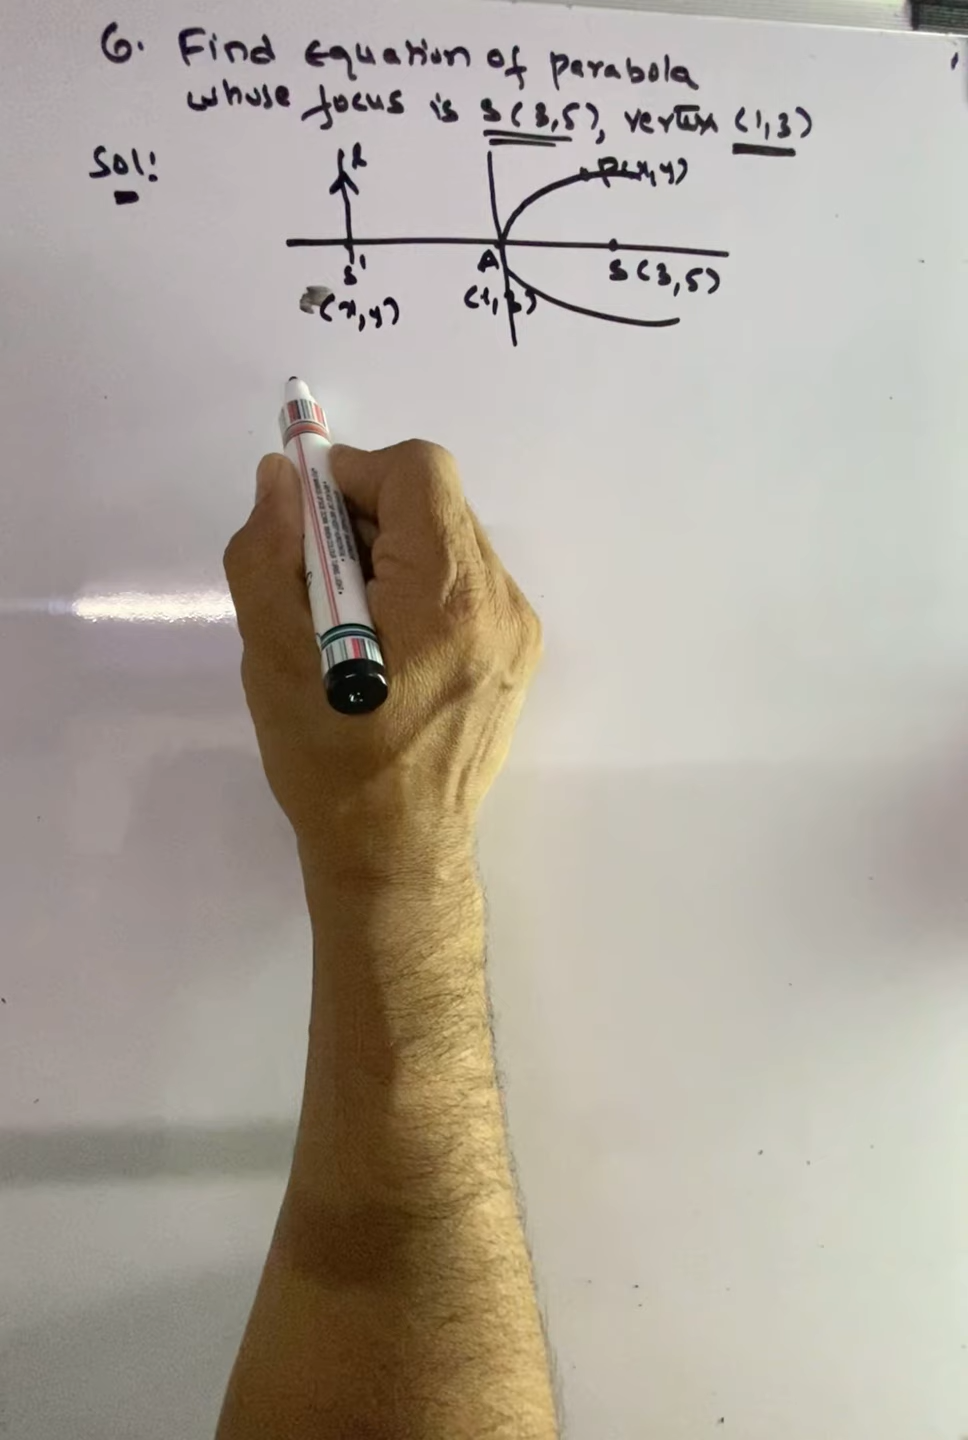 6. Find equation of parabola
whose focus is S(3,5), vertex (1,3)
Sol:
l
P(x,y)
S'
A
S(3,5)
(x,y)
(1,3)